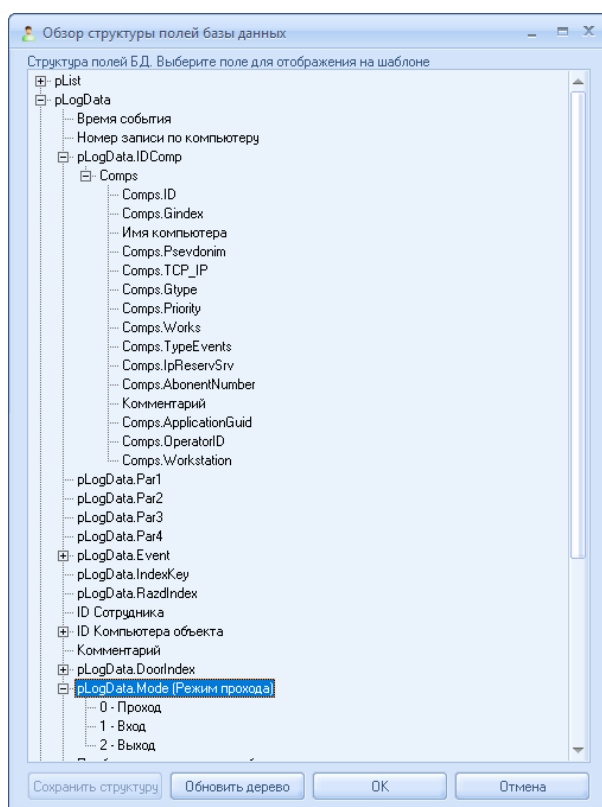 Обзор структуры полей базы данных
Структура полей БД. Выберите поле для отображения на шаблоне
pList
pLogData
Время события
Номер записи по компьютеру
pLogData.IDComp
Comps
Comps.ID
Comps.Gindex
Имя компьютера
Comps.Psevdonim
Comps.TCP_IP
Comps.Gtype
Comps.Priority
Comps.Works
Comps.TypeEvents
Comps.IpReservSrv
Comps.AbonentNumber
Комментарий
Comps.ApplicationGuid
Comps.OperatorID
Comps.Workstation
pLogData.Par1
pLogData.Par2
pLogData.Par3
pLogData.Par4
pLogData.Event
pLogData.IndexKey
pLogData.RazdIndex
ID Сотрудника
ID Компьютера объекта
Комментарий
pLogData.DoorIndex
pLogData.Mode (Режим прохода)
0 - Проход
1 - Вход
2 - Выход
Сохранить структуру Обновить дерево OK Отмена